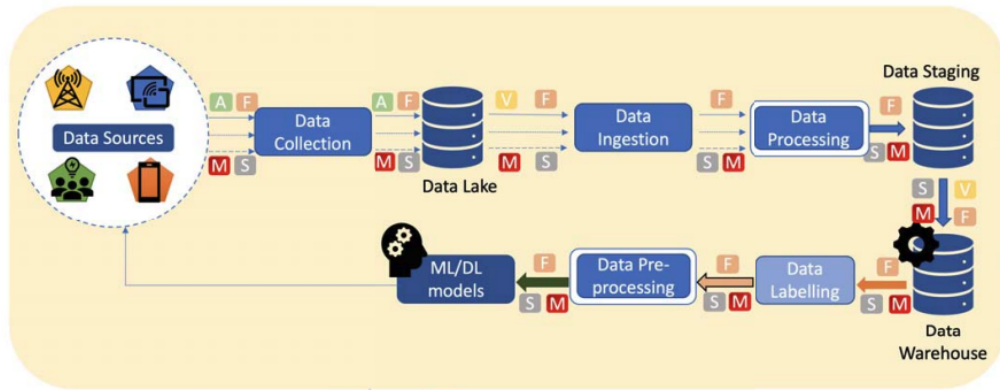 Data Sources
A F
M S
Data
Collection
A F
M S
Data Lake
V F
M S
Data
Ingestion
F
S M
Data
Processing
F
S M
Data Staging
S V
M F
Data
Warehouse
F
S M
Data
Labelling
F
S M
Data Pre-
processing
F
S M
ML/DL
models